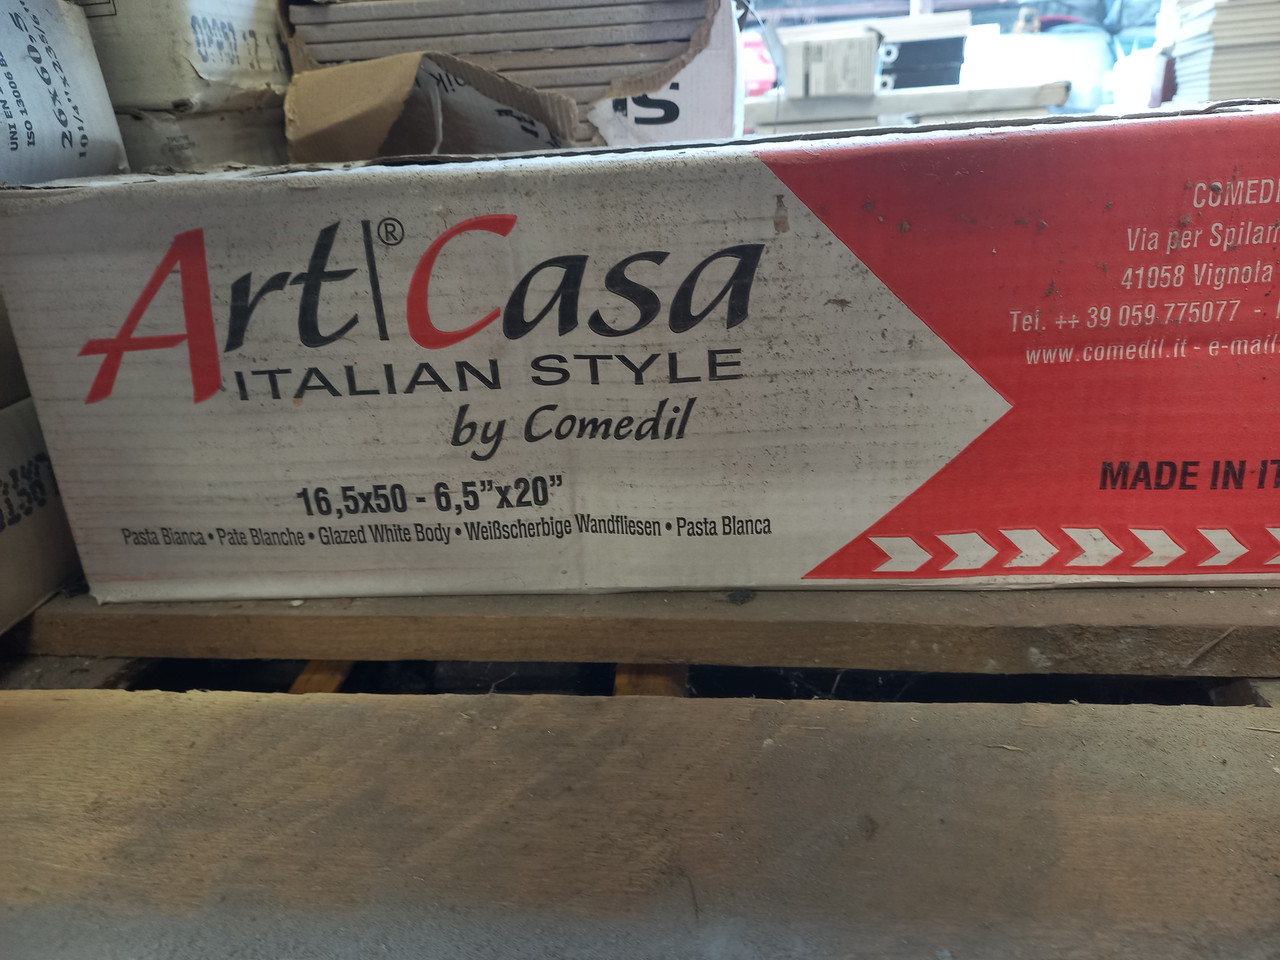 UNI EN
ISO 13006
26x60,5
Art|Casa®
ITALIAN STYLE
by Comedil
16,5x50 - 6,5”x20”
Pasta Bianca • Pate Blanche • Glazed White Body • Weißscherbige Wandfliesen • Pasta Blanca
COMEDI
Via per Spilam
41058 Vignola
Tel. ++ 39 059 775077 -
www.comedil.it - e-mail
MADE IN IT